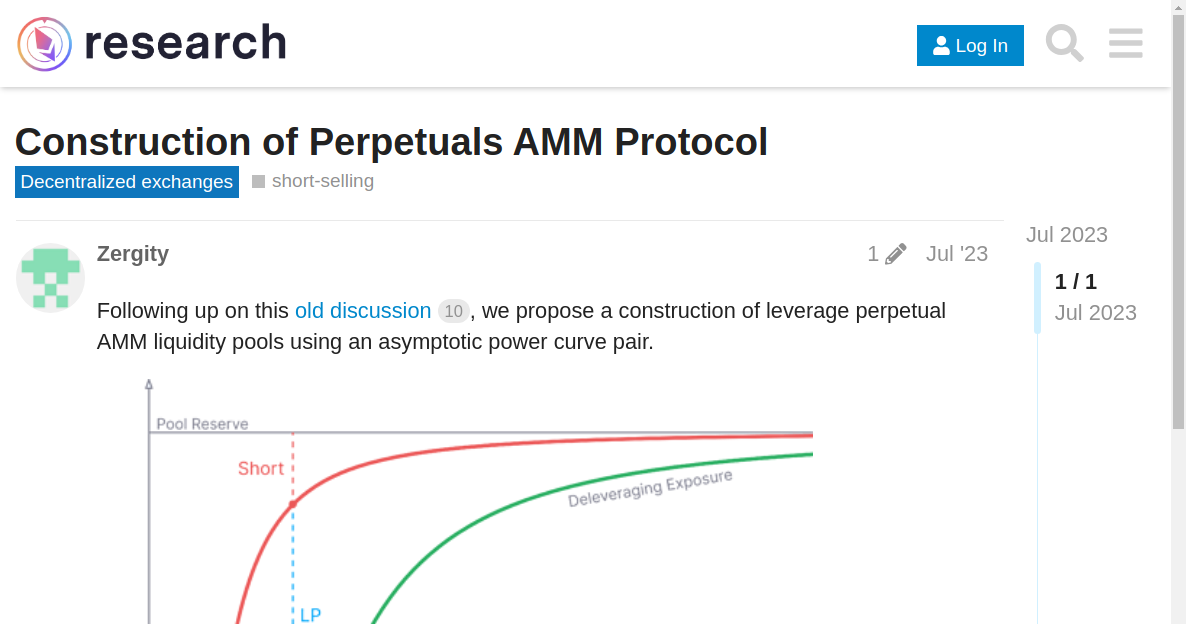 research
Log In
Construction of Perpetuals AMM Protocol
Decentralized exchanges
short-selling
Jul 2023
Zergity
1
Jul '23
1 / 1
Jul 2023
Following up on this old discussion 10, we propose a construction of leverage perpetual
AMM liquidity pools using an asymptotic power curve pair.
Pool Reserve
Short
Deleveraging Exposure
LP